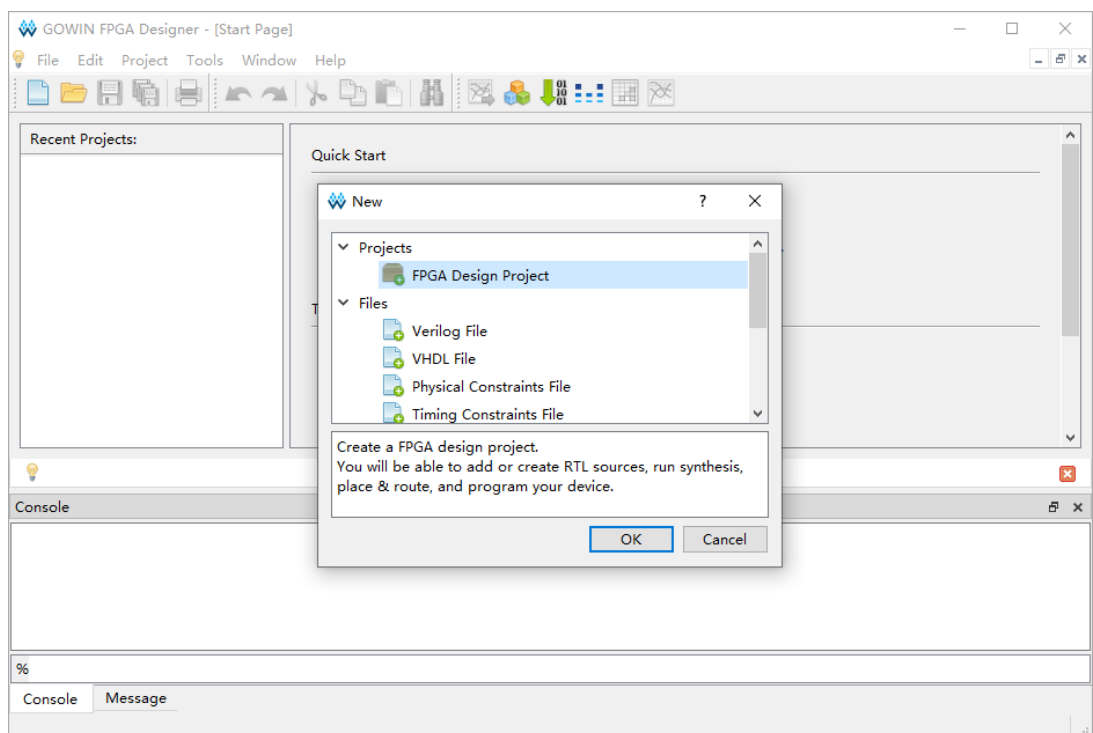 GOWIN FPGA Designer - [Start Page]
File Edit Project Tools Window Help
Recent Projects:
Quick Start
New
?
Projects
FPGA Design Project
Files
Verilog File
VHDL File
Physical Constraints File
Timing Constraints File
Create a FPGA design project.
You will be able to add or create RTL sources, run synthesis,
place & route, and program your device.
OK Cancel
Console
%
Console Message